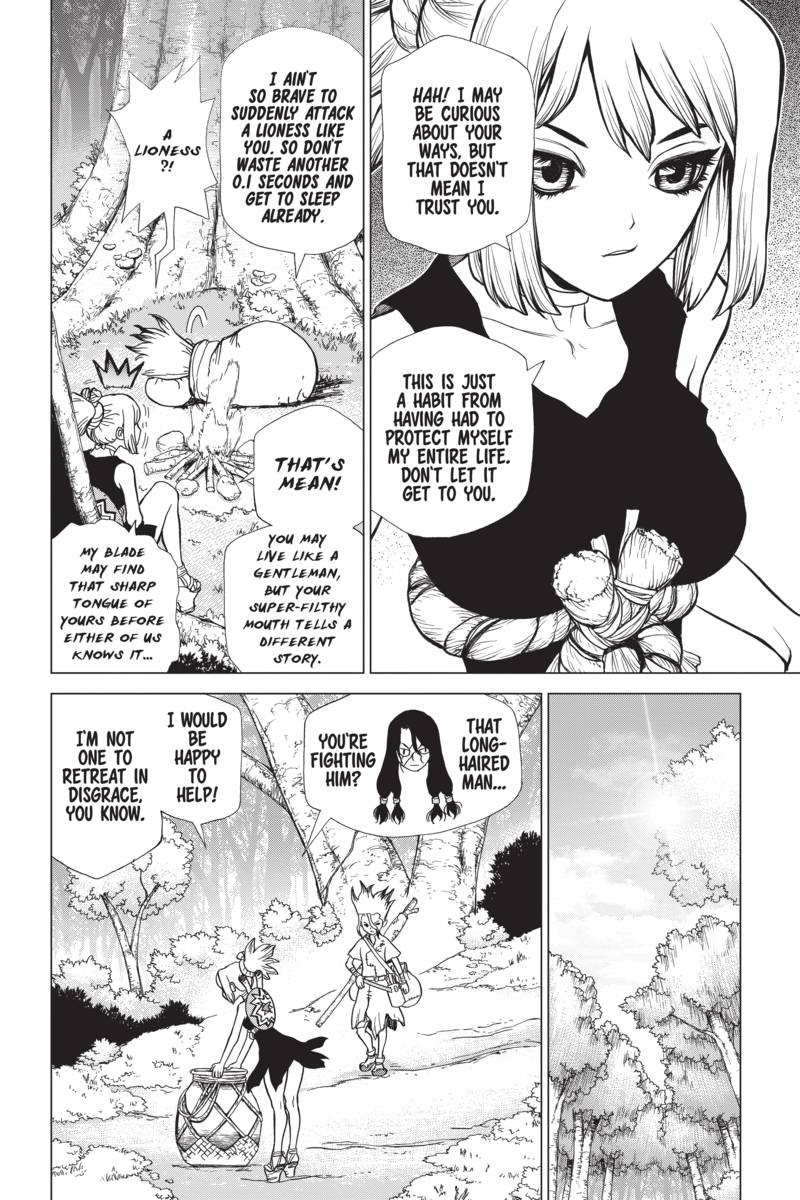 HAH! I MAY
BE CURIOUS
ABOUT YOUR
WAYS, BUT
THAT DOESN'T
MEAN I
TRUST YOU.
THIS IS JUST
A HABIT FROM
HAVING HAD TO
PROTECT MYSELF
MY ENTIRE LIFE.
DON'T LET IT
GET TO YOU.
I AIN'T
SO BRAVE TO
SUDDENLY ATTACK
A LIONESS LIKE
YOU. SO DON'T
WASTE ANOTHER
0.1 SECONDS AND
GET TO SLEEP
ALREADY.
A
LIONESS
?!
THAT'S
MEAN!
YOU MAY
LIVE LIKE A
GENTLEMAN,
BUT YOUR
SUPER-FILTHY
MOUTH TELLS A
DIFFERENT
STORY.
MY BLADE
MAY FIND
THAT SHARP
TONGUE OF
YOURS BEFORE
EITHER OF US
KNOWS IT...
THAT
LONG-
HAIRED
MAN...
YOU'RE
FIGHTING
HIM?
I WOULD
BE
HAPPY
TO
HELP!
I'M NOT
ONE TO
RETREAT IN
DISGRACE,
YOU KNOW.